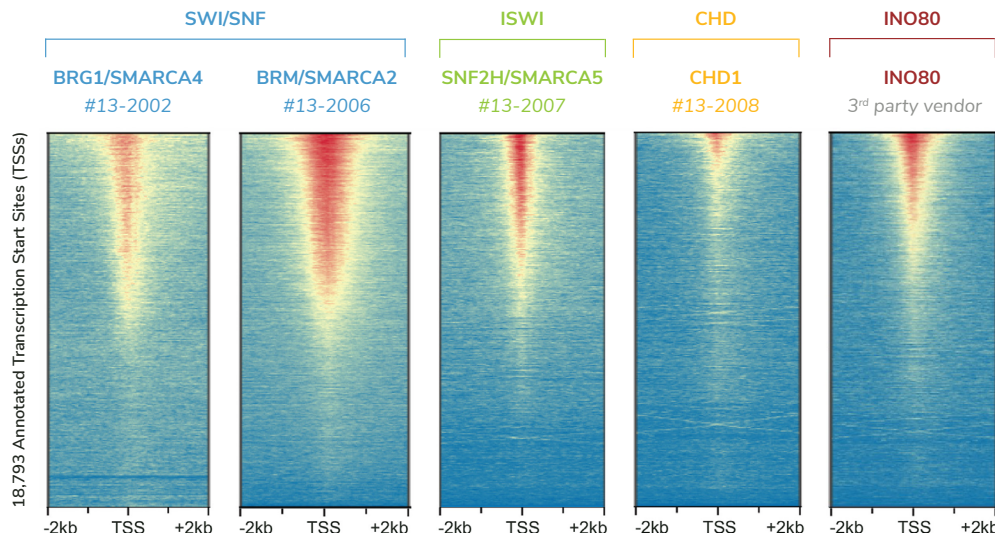 SWI/SNF ISWI CHD INO80
BRG1/SMARCA4 BRM/SMARCA2 SNF2H/SMARCA5 CHD1 INO80
#13-2002 #13-2006 #13-2007 #13-2008 3rd party vendor
18,793 Annotated Transcription Start Sites (TSSs)
-2kb TSS +2kb -2kb TSS +2kb -2kb TSS +2kb -2kb TSS +2kb -2kb TSS +2kb